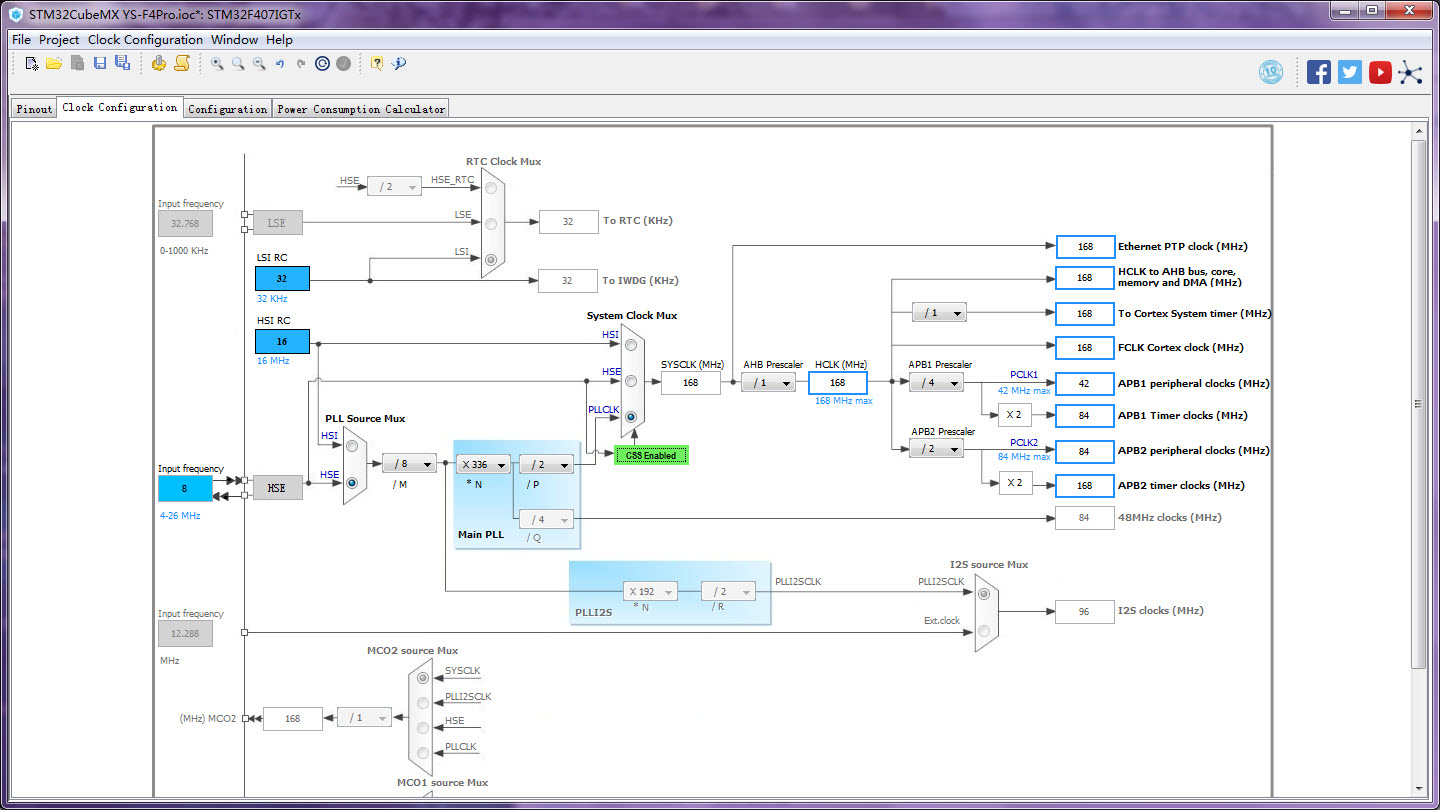 STM32CubeMX YS-F4Pro.ioc*: STM32F407IGTx
File Project Clock Configuration Window Help
Pinout Clock Configuration Configuration Power Consumption Calculator
RTC Clock Mux
HSE / 2 HSE_RTC
Input frequency
32.768 LSE LSE 32 To RTC (KHz)
0-1000 KHz
LSI RC LSI
32 32 To IWDG (KHz)
32 KHz
168 Ethernet PTP clock (MHz)
168 HCLK to AHB bus, core,
memory and DMA (MHz)
HSI RC
System Clock Mux
/ 1 168 To Cortex System timer (MHz)
16 HSI
16 MHz
168 FCLK Cortex clock (MHz)
SYSCLK (MHz) AHB Prescaler HCLK (MHz) APB1 Prescaler
HSE 168 / 1 168 / 4 PCLK1 42 APB1 peripheral clocks (MHz)
168 MHz max 42 MHz max
PLLCLK
X 2 84 APB1 Timer clocks (MHz)
PLL Source Mux
HSI
APB2 Prescaler
/ 2 PCLK2 84 APB2 peripheral clocks (MHz)
84 MHz max
CSS Enabled
Input frequency
HSE / 8 X 336 / 2
/ M * N / P
8 HSE
X 2 168 APB2 timer clocks (MHz)
4-26 MHz
/ 4 84 48MHz clocks (MHz)
Main PLL / Q
I2S source Mux
X 192 / 2 PLLI2SCLK PLLI2SCLK
PLLI2S * N / R
96 I2S clocks (MHz)
Input frequency
Ext.clock
12.288
MHz
MCO2 source Mux
SYSCLK
PLLI2SCLK
(MHz) MCO2 168 / 1 HSE
PLLCLK
MCO1 source Mux